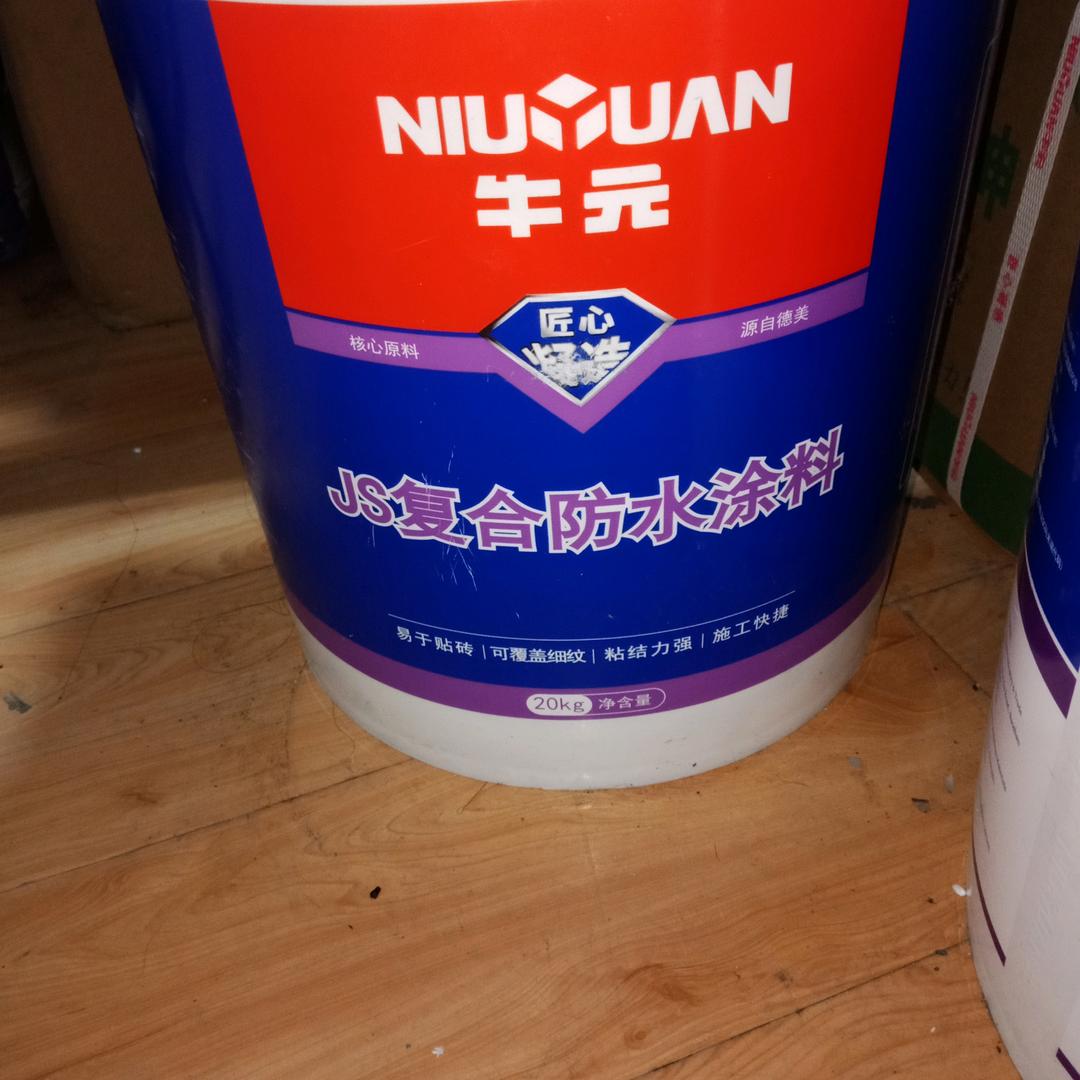 NIUYUAN
牛元
匠心
核心原料
源自德美
JS复合防水涂料
易于贴砖 | 可覆盖细纹 | 粘结力强 | 施工快捷
20kg 净含量